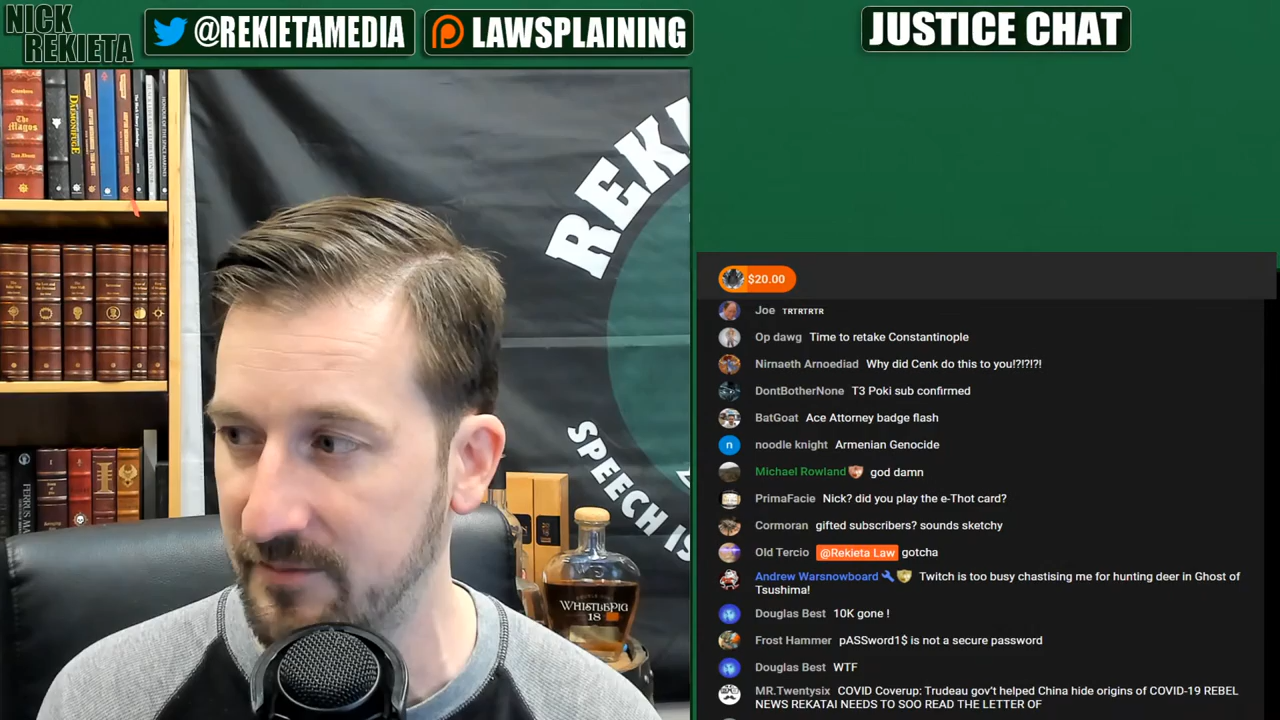 NICK
REKIETA
@REKIETAMEDIA
LAWSPLAINING
JUSTICE CHAT
The
Magos
DAEMONIFUGE
REKI
SPEECH IS
WHISTLEPIG
18
$20.00
Joe TRTRTRTR
Op dawg Time to retake Constantinople
Nirnaeth Arnoediad Why did Cenk do this to you!?!?!?!
DontBotherNone T3 Poki sub confirmed
BatGoat Ace Attorney badge flash
n noodle knight Armenian Genocide
Michael Rowland god damn
PrimaFacie Nick? did you play the e-Thot card?
Cormoran gifted subscribers? sounds sketchy
Old Tercio @Rekieta Law gotcha
Andrew Warsnowboard Twitch is too busy chastising me for hunting deer in Ghost of
Tsushima!
Douglas Best 10K gone !
Frost Hammer pASSword1$ is not a secure password
Douglas Best WTF
MR.Twentysix COVID Coverup: Trudeau gov't helped China hide origins of COVID-19 REBEL
NEWS REKATAI NEEDS TO SOO READ THE LETTER OF